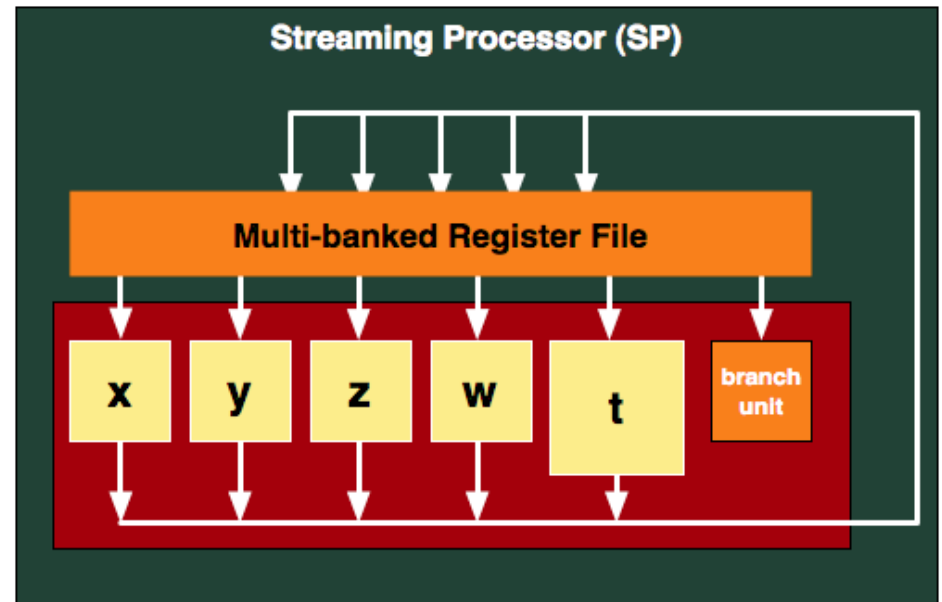 Streaming Processor (SP)
Multi-banked Register File
x
y
z
w
t
branch
unit